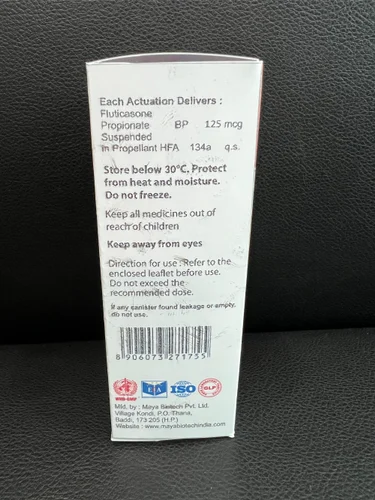 Each Actuation Delivers :
Fluticasone
Propionate BP 125 mcg
Suspended
in Propellant HFA 134a q.s.
Store below 30°C. Protect
from heat and moisture.
Do not freeze.
Keep all medicines out of
reach of children
Keep away from eyes
Direction for use : Refer to the
enclosed leaflet before use.
Do not exceed the
recommended dose.
If any canister found leakage or empty,
do not use.
8 906073 271755
WHO-GMP
ISO
GLP
Mfd. by : Maya Biotech Pvt. Ltd.
Village Kondi, P.O. Thana,
Baddi, 173 205 (H.P.)
Website : www.mayabiotechindia.com